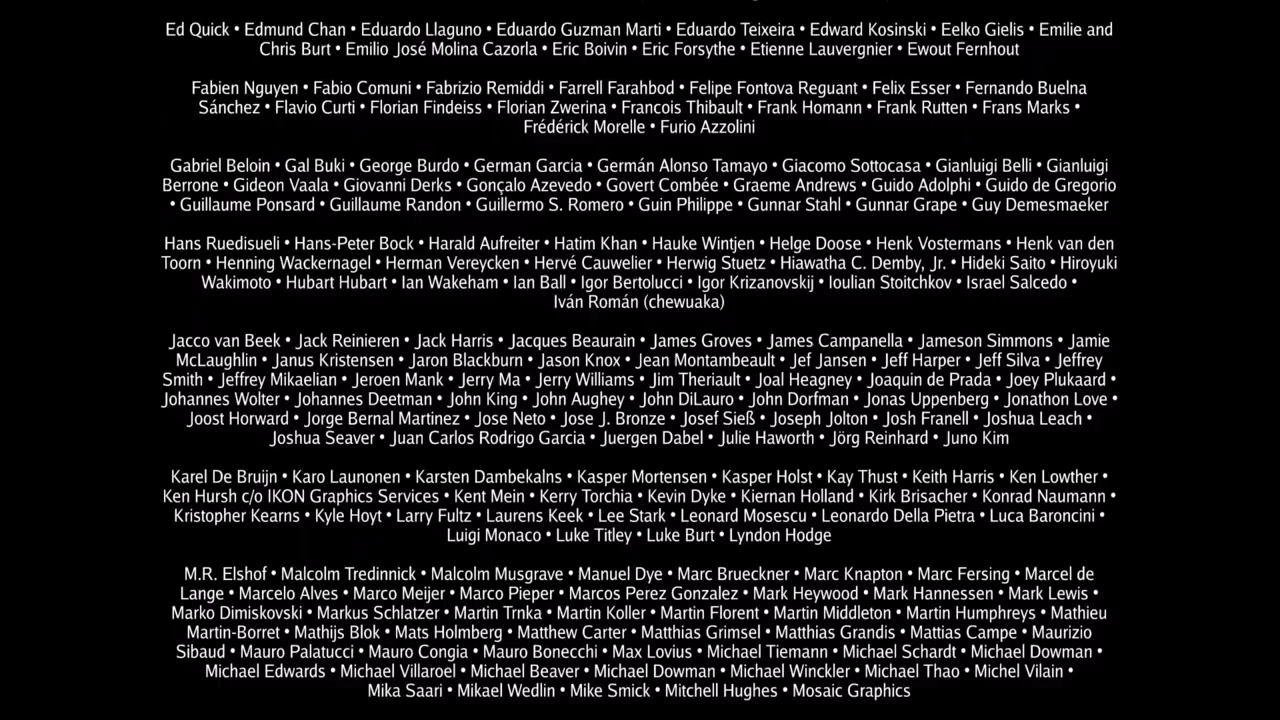 Ed Quick • Edmund Chan • Eduardo Llaguno • Eduardo Guzman Marti • Eduardo Teixeira • Edward Kosinski • Eelko Gielis • Emilie and
Chris Burt • Emilio José Molina Cazorla • Eric Boivin • Eric Forsythe • Etienne Lauvergnier • Ewout Fernhout
Fabien Nguyen • Fabio Comuni • Fabrizio Remiddi • Farrell Farahbod • Felipe Fontova Reguant • Felix Esser • Fernando Buelna
Sánchez • Flavio Curti • Florian Findeiss • Florian Zwerina • Francois Thibault • Frank Homann • Frank Rutten • Frans Marks •
Frédérick Morelle • Furio Azzolini
Gabriel Beloin • Gal Buki • George Burdo • German Garcia • Germán Alonso Tamayo • Giacomo Sottocasa • Gianluigi Belli • Gianluigi
Berrone • Gideon Vaala • Giovanni Derks • Gonçalo Azevedo • Govert Combée • Graeme Andrews • Guido Adolphi • Guido de Gregorio
• Guillaume Ponsard • Guillaume Randon • Guillermo S. Romero • Guin Philippe • Gunnar Stahl • Gunnar Grape • Guy Demesmaeker
Hans Ruedisueli • Hans-Peter Bock • Harald Aufreiter • Hatim Khan • Hauke Wintjen • Helge Doose • Henk Vostermans • Henk van den
Toorn • Henning Wackernagel • Herman Vereycken • Hervé Cauwelier • Herwig Stuetz • Hiawatha C. Demby, Jr. • Hideki Saito • Hiroyuki
Wakimoto • Hubart Hubart • Ian Wakeham • Ian Ball • Igor Bertolucci • Igor Krizanovskij • Ioulian Stoitchkov • Israel Salcedo •
Iván Román (chewuaka)
Jacco van Beek • Jack Reinieren • Jack Harris • Jacques Beaurain • James Groves • James Campanella • Jameson Simmons • Jamie
McLaughlin • Janus Kristensen • Jaron Blackburn • Jason Knox • Jean Montambeault • Jef Jansen • Jeff Harper • Jeff Silva • Jeffrey
Smith • Jeffrey Mikaelian • Jeroen Mank • Jerry Ma • Jerry Williams • Jim Theriault • Joal Heagney • Joaquin de Prada • Joey Plukaard •
Johannes Wolter • Johannes Deetman • John King • John Aughey • John DiLauro • John Dorfman • Jonas Uppenberg • Jonathon Love •
Joost Horward • Jorge Bernal Martinez • Jose Neto • Jose J. Bronze • Josef Sieß • Joseph Jolton • Josh Franell • Joshua Leach •
Joshua Seaver • Juan Carlos Rodrigo Garcia • Juergen Dabel • Julie Haworth • Jörg Reinhard • Juno Kim
Karel De Bruijn • Karo Launonen • Karsten Dambekalns • Kasper Mortensen • Kasper Holst • Kay Thust • Keith Harris • Ken Lowther •
Ken Hursh c/o IKON Graphics Services • Kent Mein • Kerry Torchia • Kevin Dyke • Kiernan Holland • Kirk Brisacher • Konrad Naumann •
Kristopher Kearns • Kyle Hoyt • Larry Fultz • Laurens Keek • Lee Stark • Leonard Mosescu • Leonardo Della Pietra • Luca Baroncini •
Luigi Monaco • Luke Titley • Luke Burt • Lyndon Hodge
M.R. Elshof • Malcolm Tredinnick • Malcolm Musgrave • Manuel Dye • Marc Brueckner • Marc Knapton • Marc Fersing • Marcel de
Lange • Marcelo Alves • Marco Meijer • Marco Pieper • Marcos Perez Gonzalez • Mark Heywood • Mark Hannessen • Mark Lewis •
Marko Dimiskovski • Markus Schlatzer • Martin Trnka • Martin Koller • Martin Florent • Martin Middleton • Martin Humphreys • Mathieu
Martin-Borret • Mathijs Blok • Mats Holmberg • Matthew Carter • Matthias Grimsel • Matthias Grandis • Mattias Campe • Maurizio
Sibaud • Mauro Palatucci • Mauro Congia • Mauro Bonecchi • Max Lovius • Michael Tiemann • Michael Schardt • Michael Dowman •
Michael Edwards • Michael Villaroel • Michael Beaver • Michael Dowman • Michael Winckler • Michael Thao • Michel Vilain •
Mika Saari • Mikael Wedlin • Mike Smick • Mitchell Hughes • Mosaic Graphics